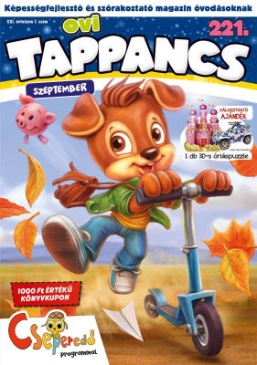 Képességfejlesztő és szórakoztató magazin óvodásoknak
XXI. évfolyam 1. szám
221.
ovi
TAPPANCS
SZEPTEMBER
VÁLASZTHATÓ
AJÁNDÉK
1 db 3D-s óriáspuzzle
1000 Ft ÉRTÉKŰ
KÖNYVKUPON
Cseperedő
programmal